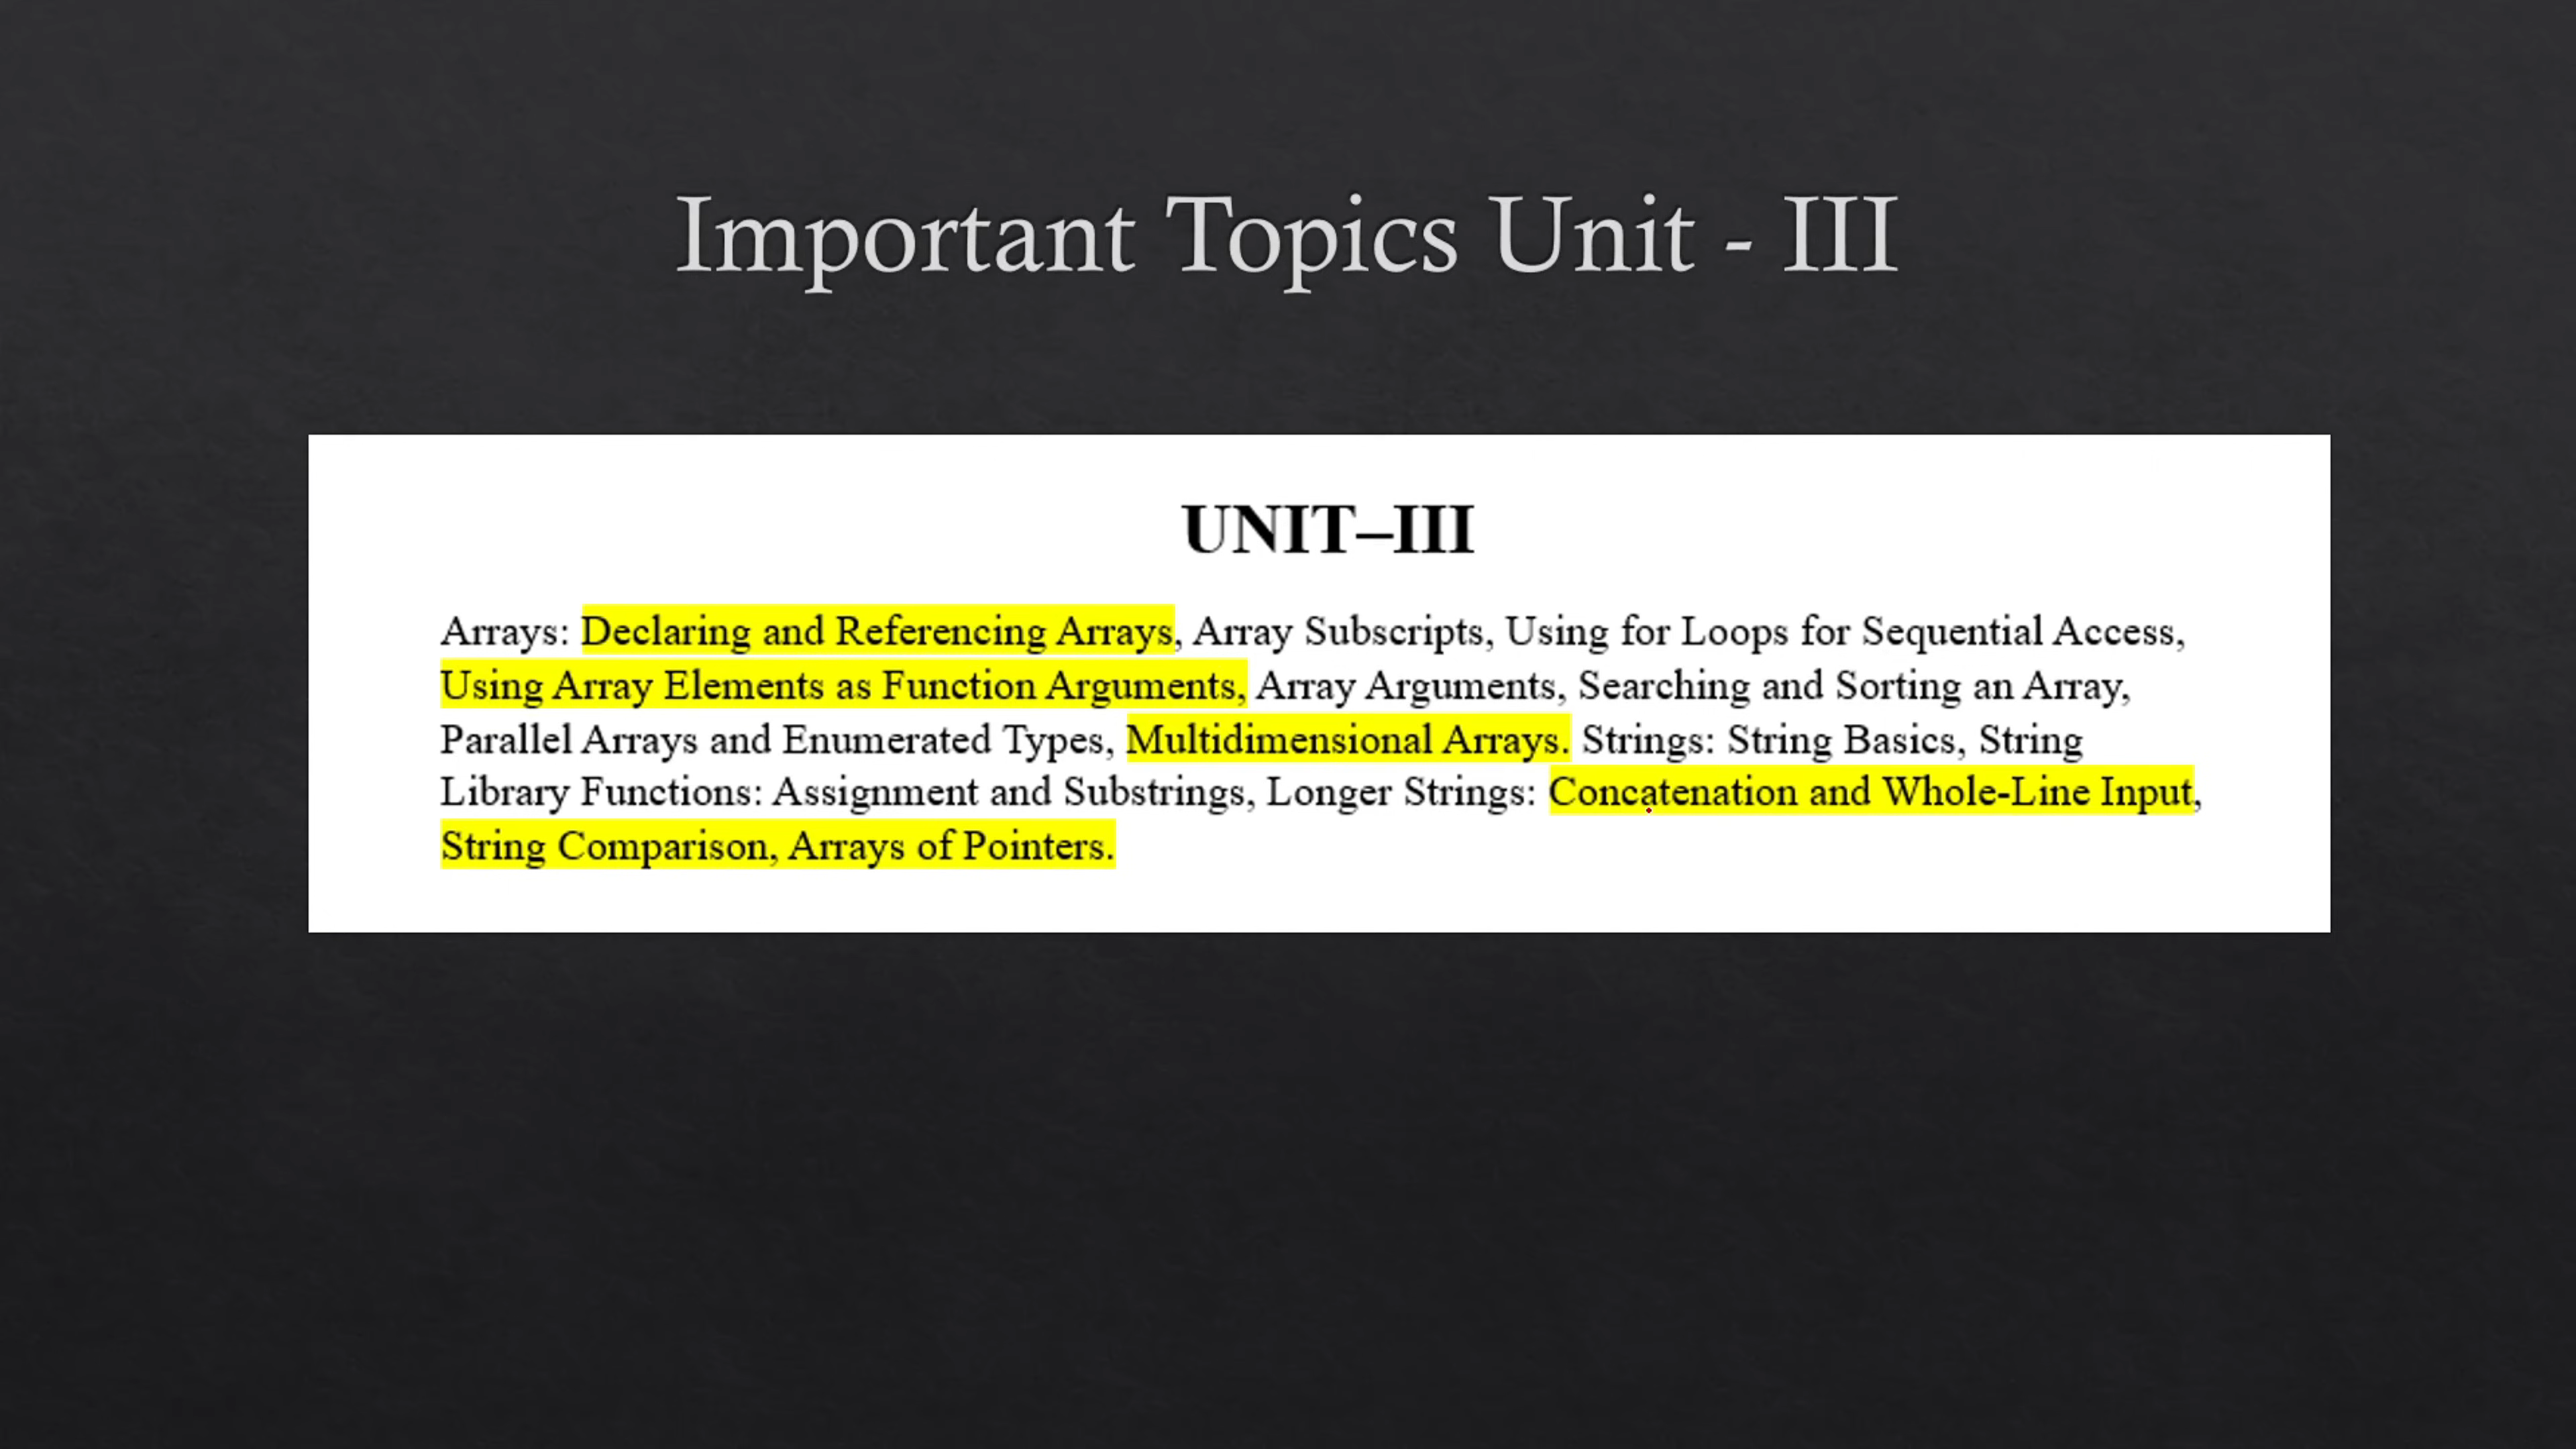 Important Topics Unit - III
UNIT–III
Arrays: Declaring and Referencing Arrays, Array Subscripts, Using for Loops for Sequential Access,
Using Array Elements as Function Arguments, Array Arguments, Searching and Sorting an Array,
Parallel Arrays and Enumerated Types, Multidimensional Arrays. Strings: String Basics, String
Library Functions: Assignment and Substrings, Longer Strings: Concatenation and Whole-Line Input,
String Comparison, Arrays of Pointers.